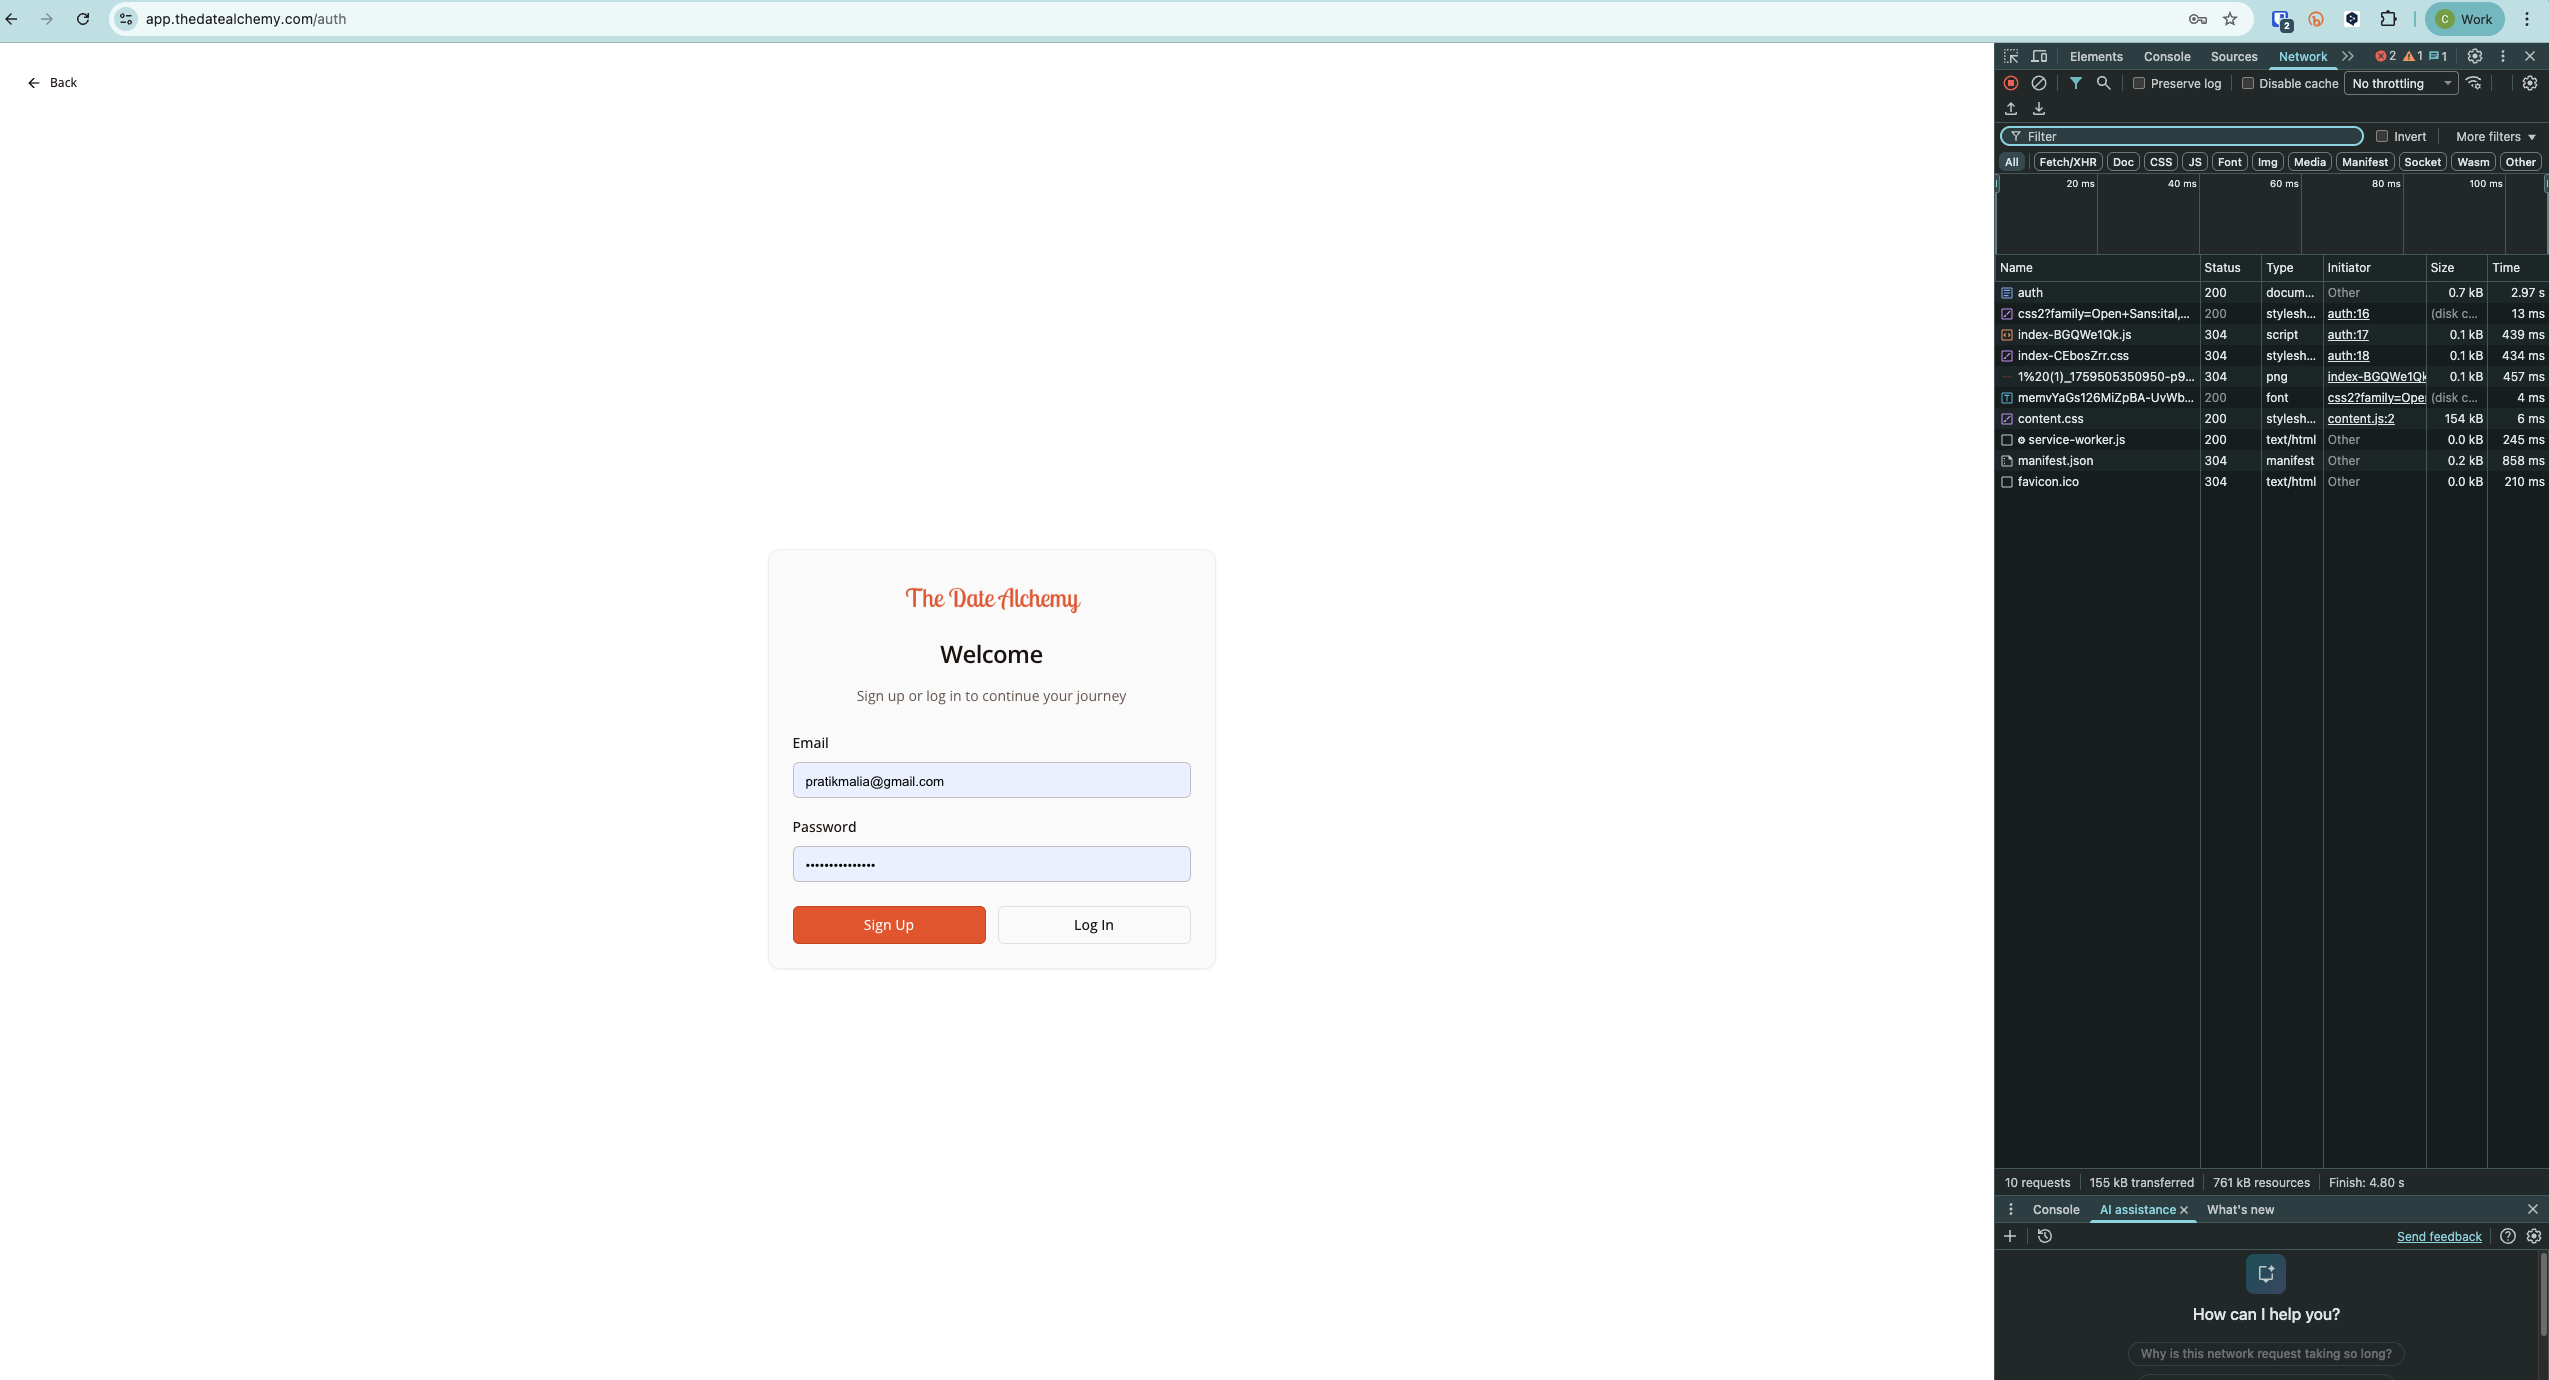 app.thedatealchemy.com/auth
2
C Work
Back
The Date Alchemy
Welcome
Sign up or log in to continue your journey
Email
pratikmalia@gmail.com
Password
•••••••••••••••
Sign Up Log In
Elements Console Sources Network 2 1 1
Preserve log Disable cache No throttling
Filter Invert More filters
All Fetch/XHR Doc CSS JS Font Img Media Manifest Socket Wasm Other
20 ms 40 ms 60 ms 80 ms 100 ms
Name Status Type Initiator Size Time
auth 200 docum... Other 0.7 kB 2.97 s
css2?family=Open+Sans:ital,... 200 stylesh... auth:16 (disk c... 13 ms
index-BGQWe1Qk.js 304 script auth:17 0.1 kB 439 ms
index-CEbosZrr.css 304 stylesh... auth:18 0.1 kB 434 ms
1%20(1)_1759505350950-p9... 304 png index-BGQWe1Qk 0.1 kB 457 ms
memvYaGs126MiZpBA-UvWb... 200 font css2?family=Ope (disk c... 4 ms
content.css 200 stylesh... content.js:2 154 kB 6 ms
service-worker.js 200 text/html Other 0.0 kB 245 ms
manifest.json 304 manifest Other 0.2 kB 858 ms
favicon.ico 304 text/html Other 0.0 kB 210 ms
10 requests 155 kB transferred 761 kB resources Finish: 4.80 s
Console AI assistance What's new
Send feedback
How can I help you?
Why is this network request taking so long?